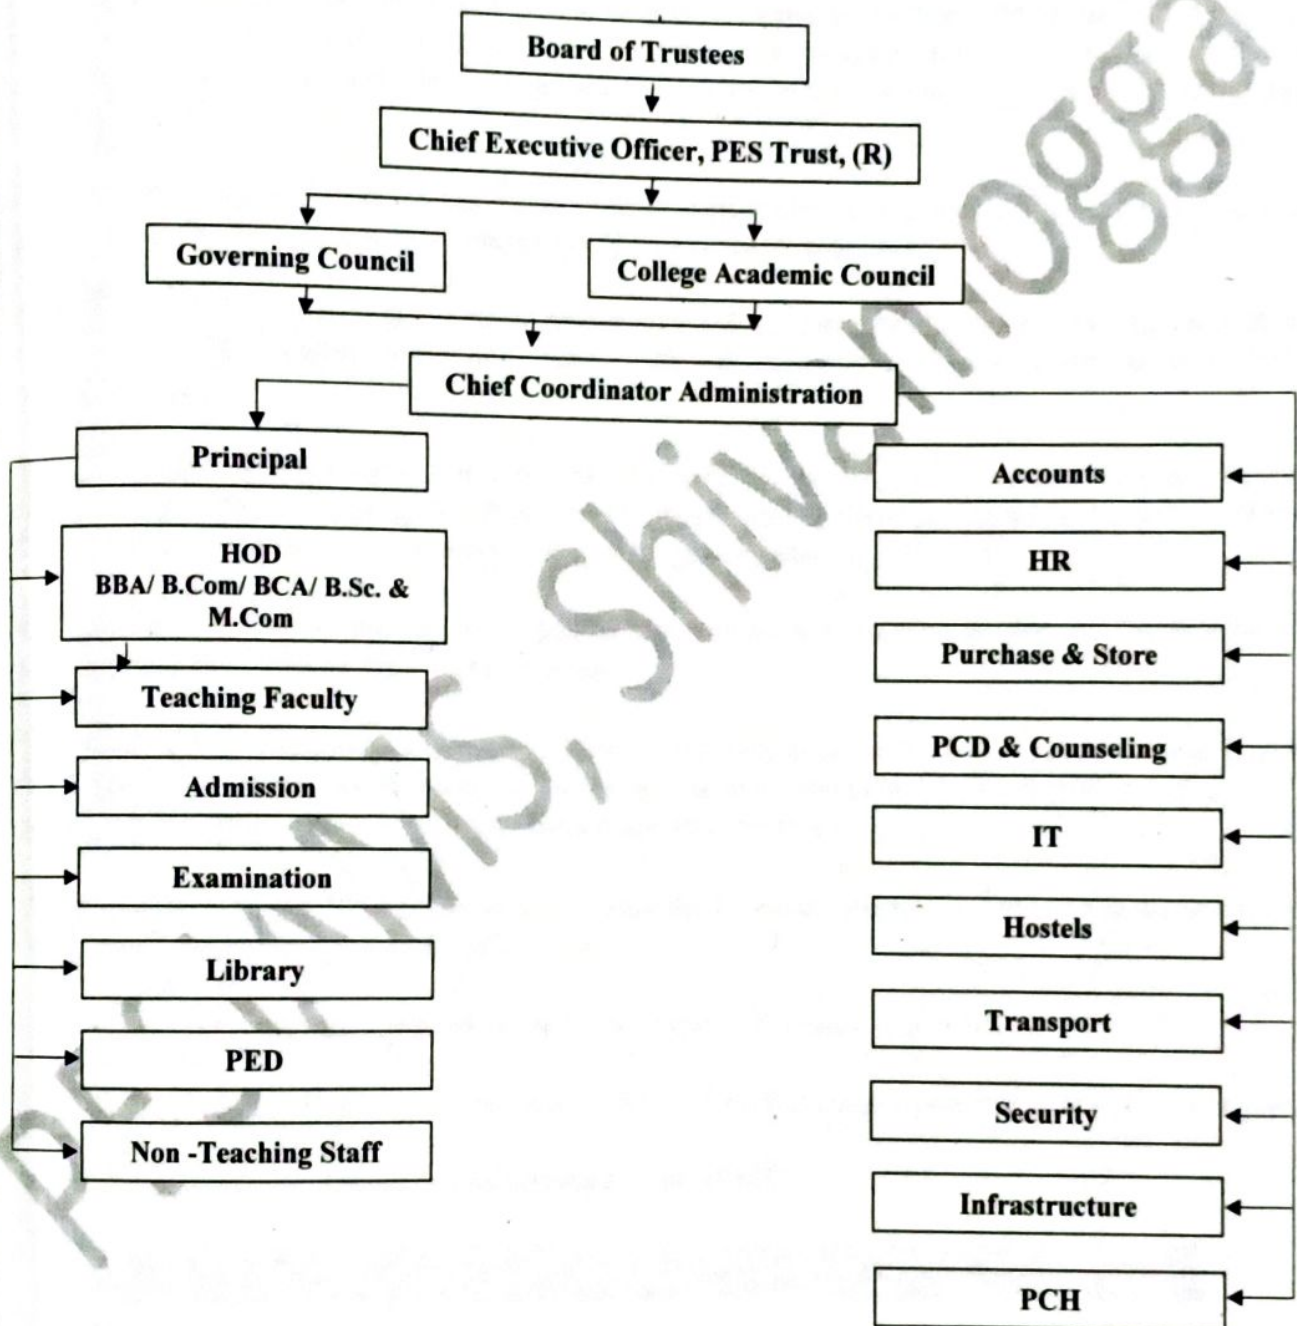 Board of Trustees
Chief Executive Officer, PES Trust, (R)
Governing Council
College Academic Council
Chief Coordinator Administration
Principal
HOD
BBA/ B.Com/ BCA/ B.Sc. &
M.Com
Teaching Faculty
Admission
Examination
Library
PED
Non -Teaching Staff
Accounts
HR
Purchase & Store
PCD & Counseling
IT
Hostels
Transport
Security
Infrastructure
PCH
PESIAMS, Shivamogga